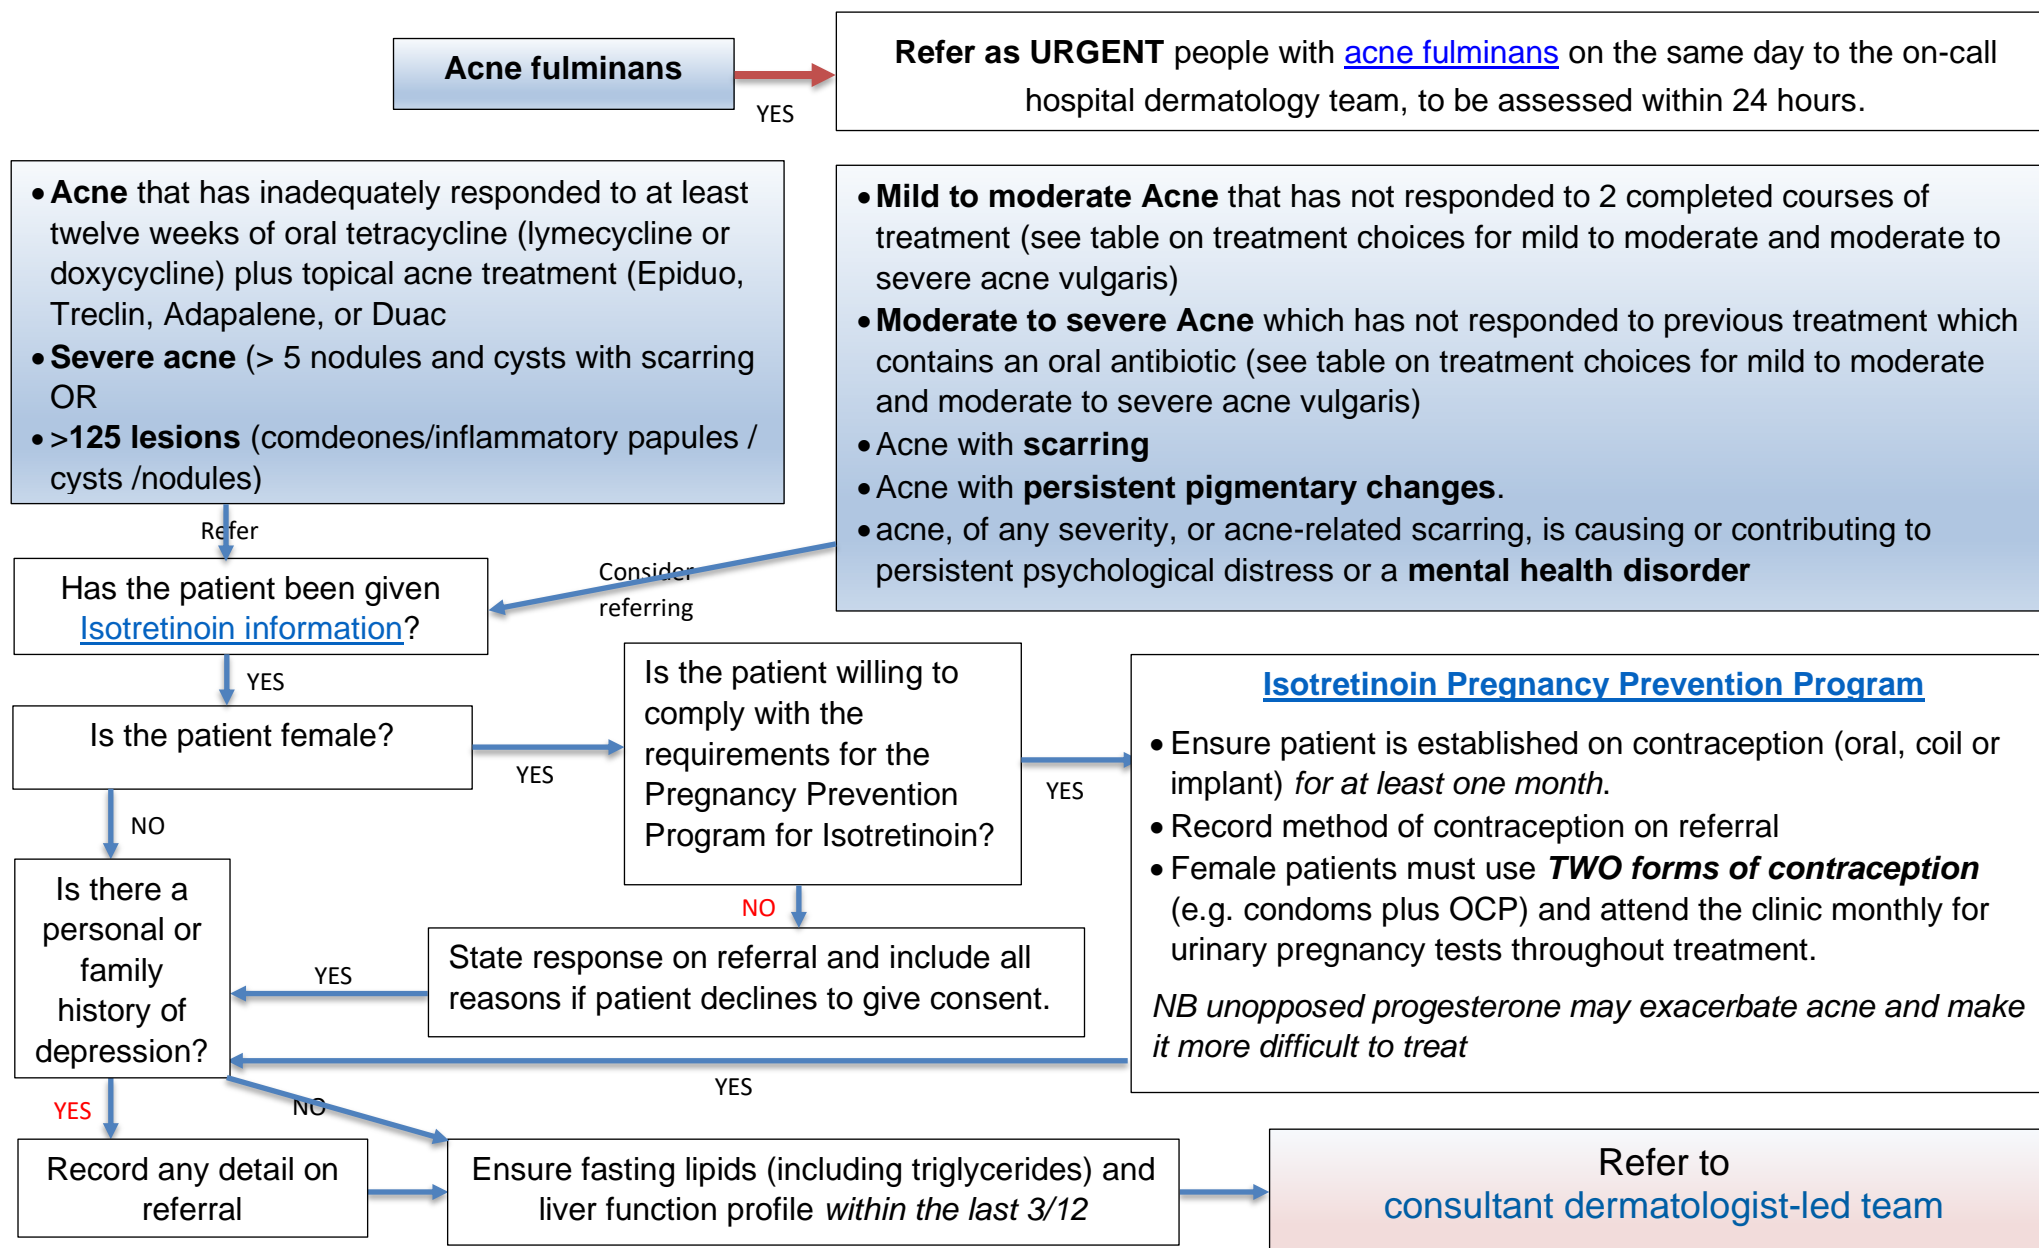 Acne fulminans
YES
Refer as URGENT people with acne fulminans on the same day to the on-call
hospital dermatology team, to be assessed within 24 hours.
• Acne that has inadequately responded to at least
twelve weeks of oral tetracycline (lymecycline or
doxycycline) plus topical acne treatment (Epiduo,
Treclin, Adapalene, or Duac
• Severe acne (> 5 nodules and cysts with scarring
OR
• >125 lesions (comdeones/inflammatory papules /
cysts /nodules)
• Mild to moderate Acne that has not responded to 2 completed courses of
treatment (see table on treatment choices for mild to moderate and moderate to
severe acne vulgaris)
• Moderate to severe Acne which has not responded to previous treatment which
contains an oral antibiotic (see table on treatment choices for mild to moderate
and moderate to severe acne vulgaris)
• Acne with scarring
• Acne with persistent pigmentary changes.
• acne, of any severity, or acne-related scarring, is causing or contributing to
persistent psychological distress or a mental health disorder
Refer
Consider
referring
Has the patient been given
Isotretinoin information?
YES
Is the patient female?
YES
NO
Is the patient willing to
comply with the
requirements for the
Pregnancy Prevention
Program for Isotretinoin?
YES
NO
Isotretinoin Pregnancy Prevention Program
• Ensure patient is established on contraception (oral, coil or
implant) for at least one month.
• Record method of contraception on referral
• Female patients must use TWO forms of contraception
(e.g. condoms plus OCP) and attend the clinic monthly for
urinary pregnancy tests throughout treatment.
NB unopposed progesterone may exacerbate acne and make
it more difficult to treat
State response on referral and include all
reasons if patient declines to give consent.
YES
Is there a
personal or
family
history of
depression?
YES
YES
NO
Record any detail on
referral
Ensure fasting lipids (including triglycerides) and
liver function profile within the last 3/12
Refer to
consultant dermatologist-led team